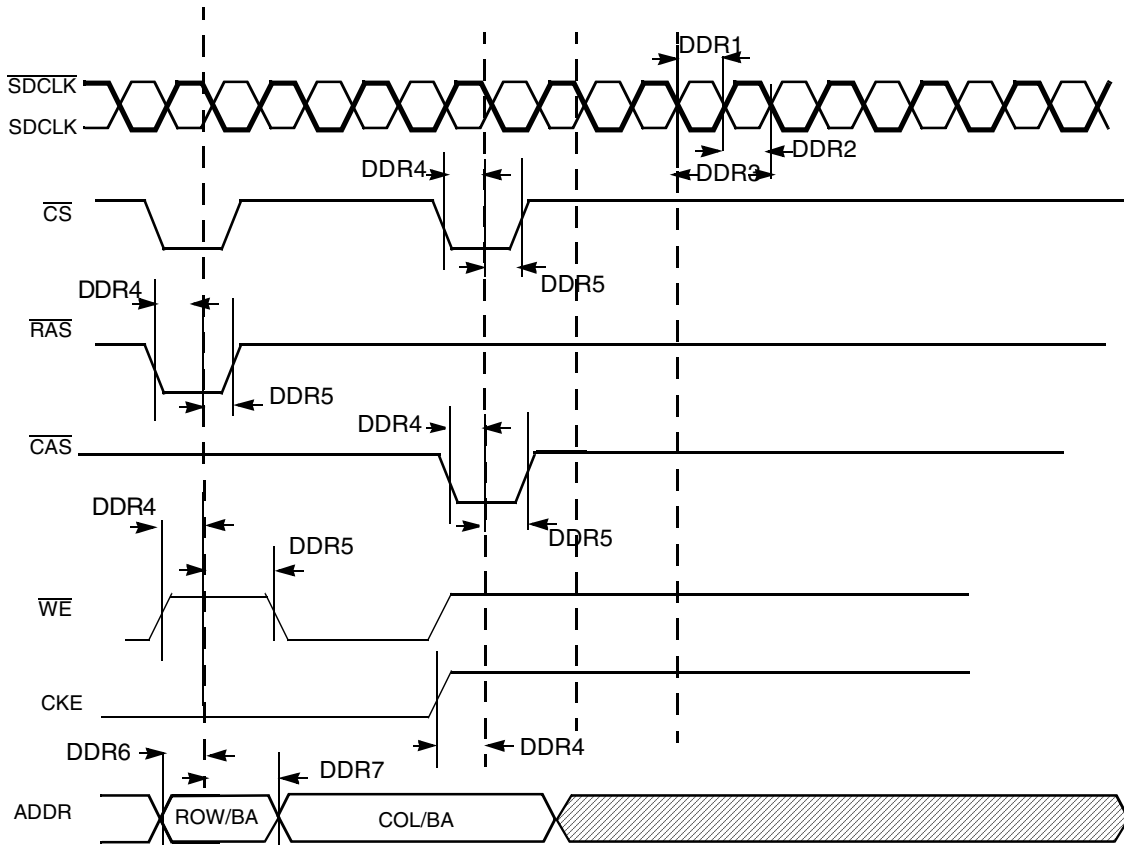 DDR1
SDCLK
SDCLK
DDR2
DDR4
DDR3
CS
DDR5
DDR4
RAS
DDR5
DDR4
CAS
DDR4
DDR5
DDR5
WE
CKE
DDR4
DDR6
DDR7
ADDR
ROW/BA
COL/BA